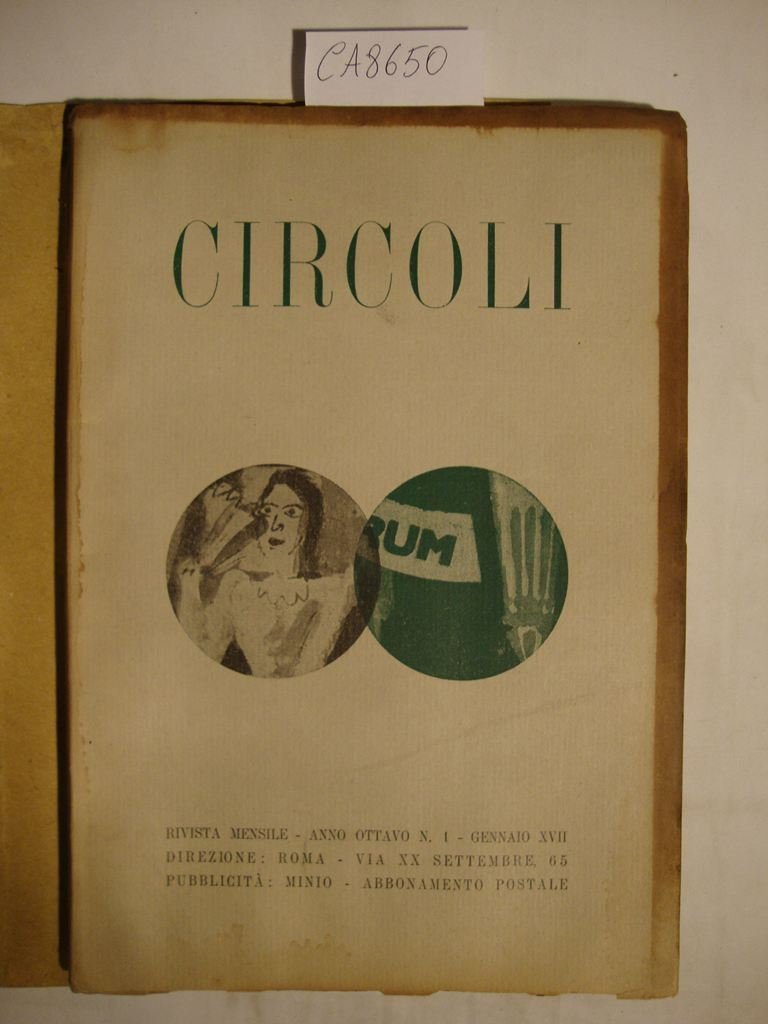 CA8650
CIRCOLI
RUM
RIVISTA MENSILE - ANNO OTTAVO N. 1 - GENNAIO XVII
DIREZIONE: ROMA - VIA XX SETTEMBRE, 65
PUBBLICITÀ: MINIO - ABBONAMENTO POSTALE